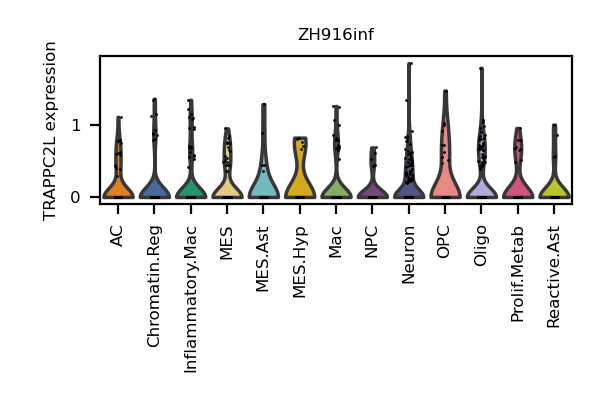 ZH916inf
TRAPPC2L expression
1
0
AC
Chromatin.Reg
Inflammatory.Mac
MES
MES.Ast
MES.Hyp
Mac
NPC
Neuron
OPC
Oligo
Prolif.Metab
Reactive.Ast